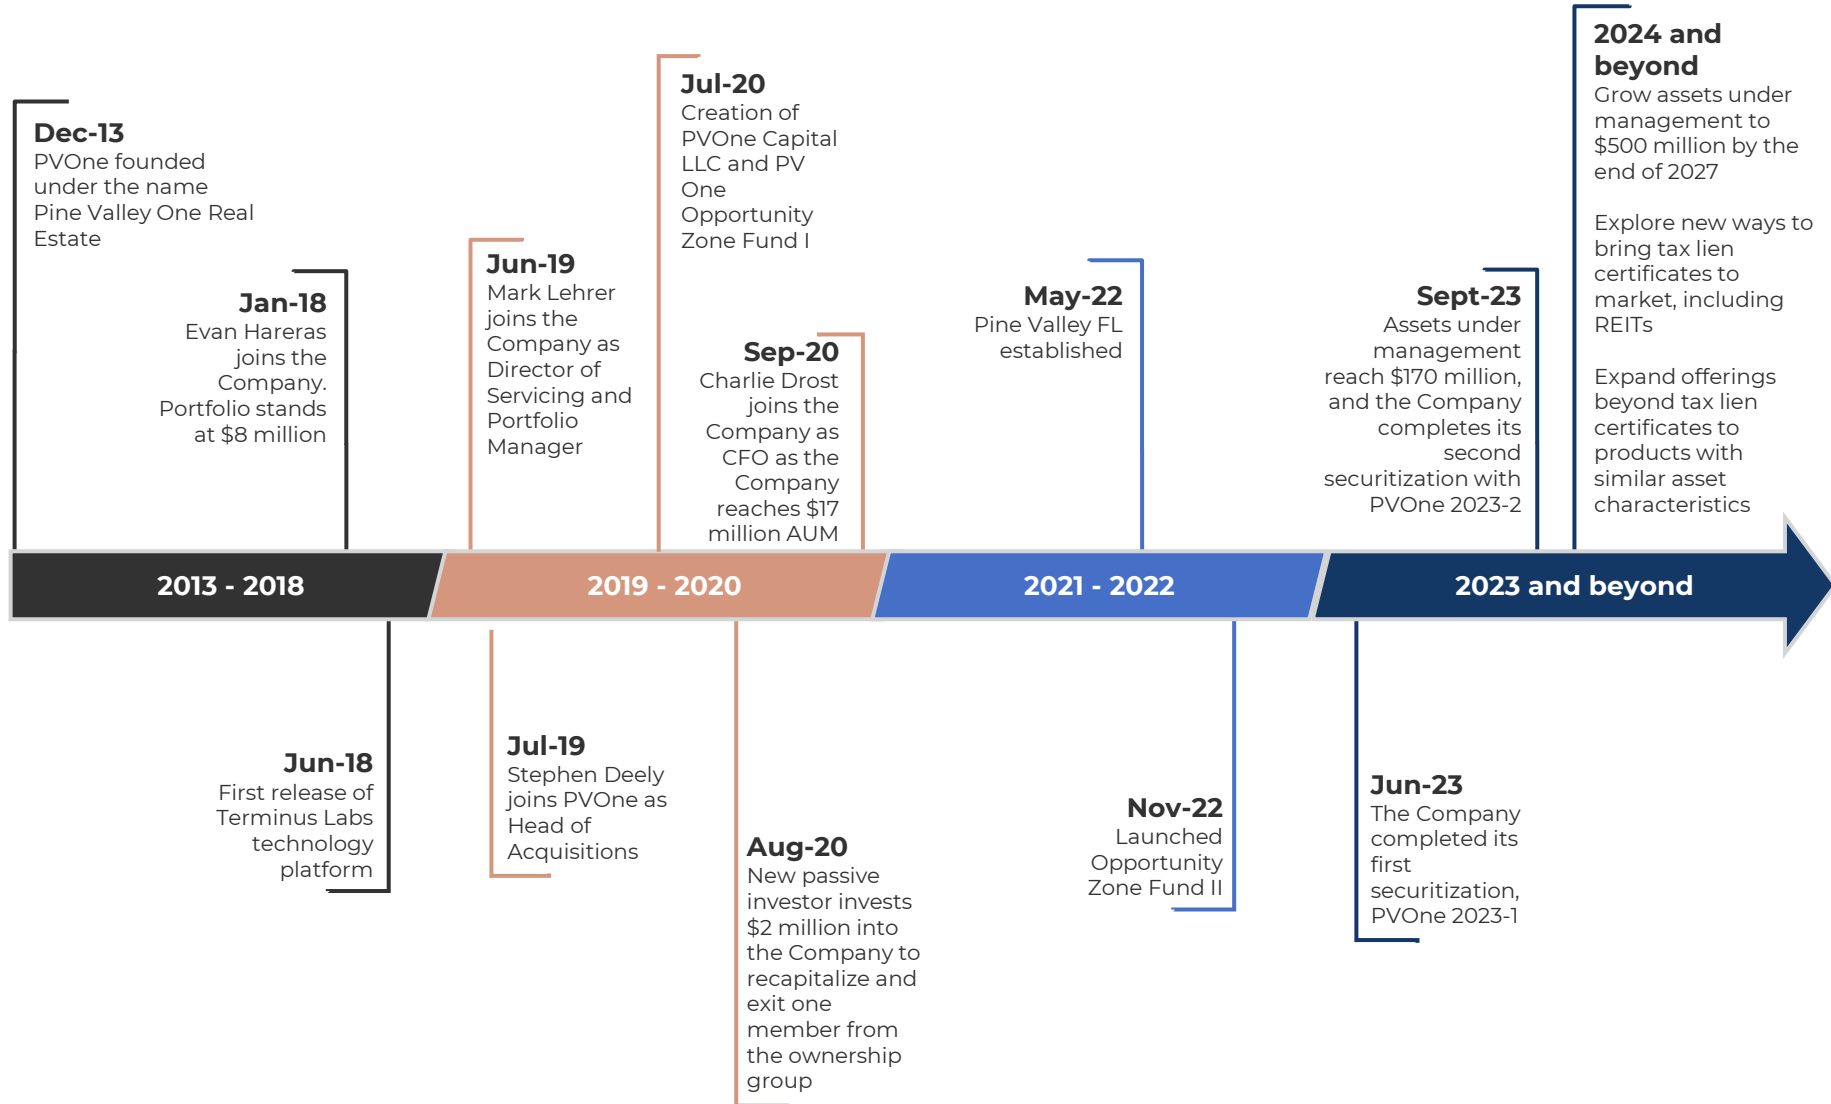 Dec-13
PVOne founded
under the name
Pine Valley One Real
Estate
Jan-18
Evan Hareras
joins the
Company.
Portfolio stands
at $8 million
Jun-19
Mark Lehrer
joins the
Company as
Director of
Servicing and
Portfolio
Manager
Jul-20
Creation of
PVOne Capital
LLC and PV
One
Opportunity
Zone Fund I
Sep-20
Charlie Drost
joins the
Company as
CFO as the
Company
reaches $17
million AUM
May-22
Pine Valley FL
established
Sept-23
Assets under
management
reach $170 million,
and the Company
completes its
second
securitization with
PVOne 2023-2
2024 and
beyond
Grow assets under
management to
$500 million by the
end of 2027
Explore new ways to
bring tax lien
certificates to
market, including
REITs
Expand offerings
beyond tax lien
certificates to
products with
similar asset
characteristics
2013 - 2018
2019 - 2020
2021 - 2022
2023 and beyond
Jun-18
First release of
Terminus Labs
technology
platform
Jul-19
Stephen Deely
joins PVOne as
Head of
Acquisitions
Aug-20
New passive
investor invests
$2 million into
the Company to
recapitalize and
exit one
member from
the ownership
group
Nov-22
Launched
Opportunity
Zone Fund II
Jun-23
The Company
completed its
first
securitization,
PVOne 2023-1